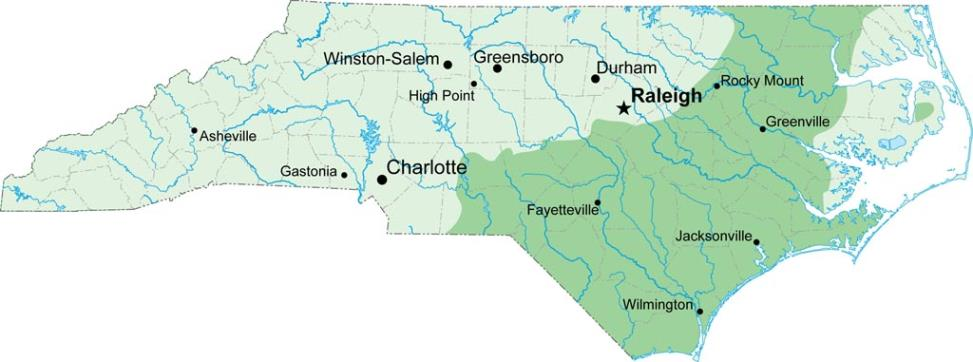 Winston-Salem
Greensboro
Durham
High Point
Raleigh
Rocky Mount
Greenville
Asheville
Gastonia
Charlotte
Fayetteville
Jacksonville
Wilmington